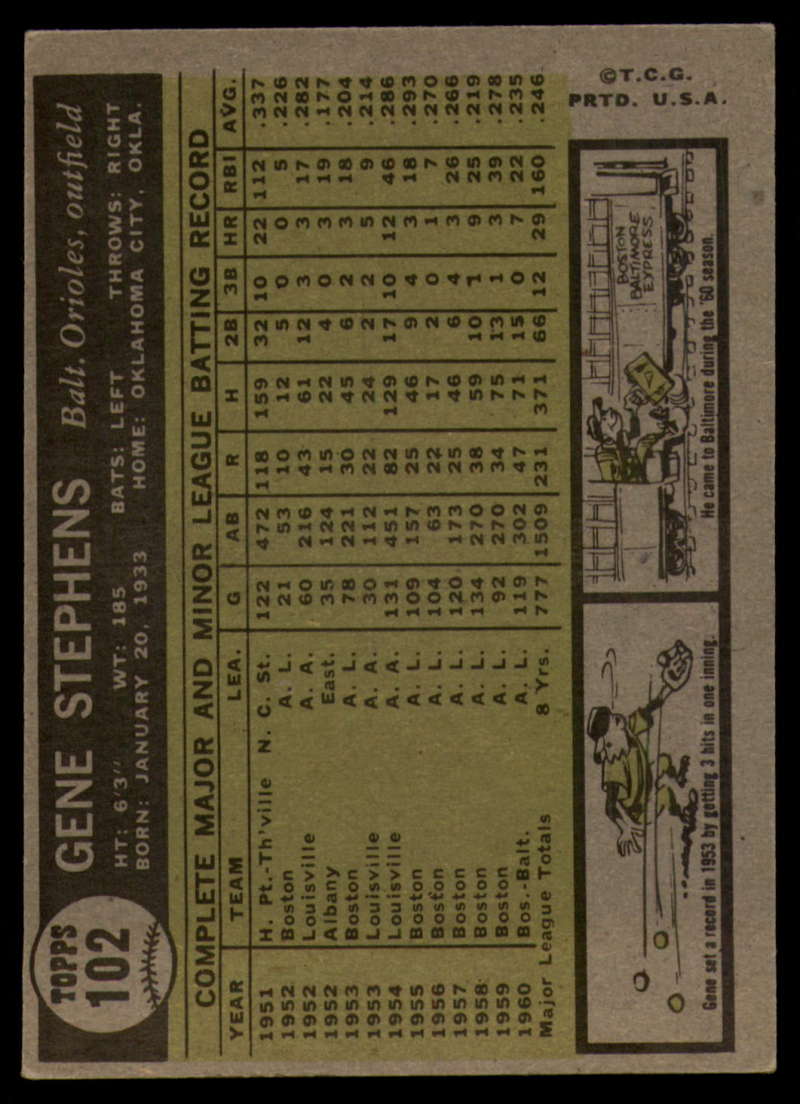 TOPPS
102
GENE STEPHENS Balt. Orioles, outfield
HT: 6'3" WT: 185 BATS: LEFT THROWS: RIGHT
BORN: JANUARY 20, 1933 HOME: OKLAHOMA CITY, OKLA.
COMPLETE MAJOR AND MINOR LEAGUE BATTING RECORD
YEAR TEAM LEA. G AB R H 2B 3B HR RBI AVG.
1951 H. Pt.-Th'ville N. C. St. 122 472 118 159 32 10 22 112 .337
1952 Boston A. L. 21 53 10 12 5 0 0 5 .226
1952 Louisville A. A. 60 216 43 61 12 3 3 17 .282
1952 Albany East. 35 124 15 22 4 0 3 19 .177
1953 Boston A. L. 78 221 30 45 6 2 3 18 .204
1953 Louisville A. A. 30 112 22 24 2 2 5 9 .214
1954 Louisville A. A. 131 451 82 129 17 10 12 46 .286
1955 Boston A. L. 109 157 25 46 9 4 3 18 .293
1956 Boston A. L. 104 63 22 17 2 0 1 7 .270
1957 Boston A. L. 120 173 25 46 6 4 3 26 .266
1958 Boston A. L. 134 270 38 59 10 1 9 25 .219
1959 Boston A. L. 92 270 34 75 13 1 3 39 .278
1960 Bos.-Balt. A. L. 119 302 47 71 15 0 7 22 .235
Major League Totals 8 Yrs. 777 1509 231 371 66 12 29 160 .246
Gene set a record in 1953 by getting 3 hits in one inning.
BOSTON
BALTIMORE
EXPRESS
He came to Baltimore during the '60 season.
©T.C.G.
PRTD. U.S.A.